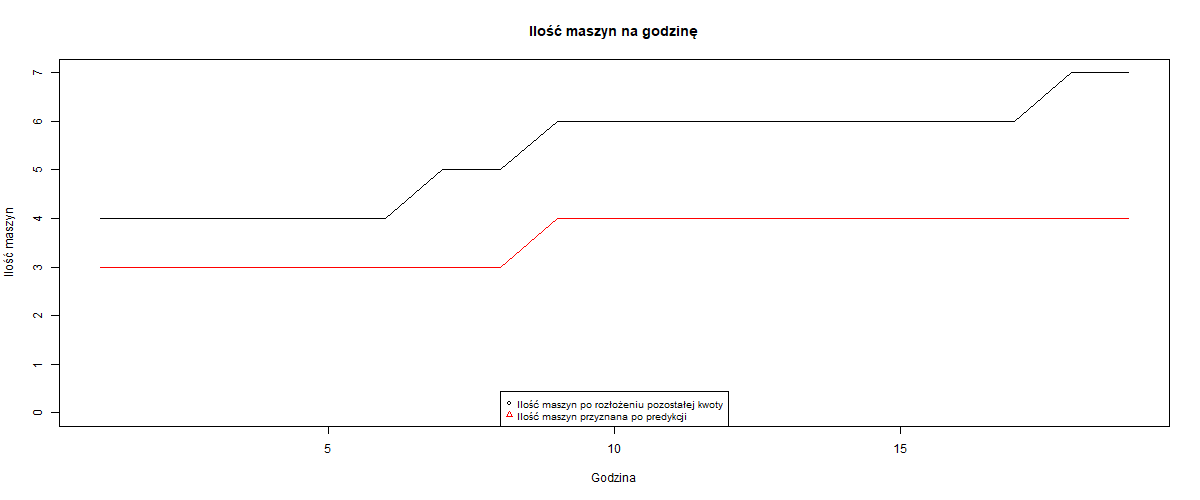 Ilość maszyn na godzinę
Ilość maszyn
7
6
5
4
3
2
1
0
Ilość maszyn po rozłożeniu pozostałej kwoty
Ilość maszyn przyznana po predykcji
5 10 15
Godzina